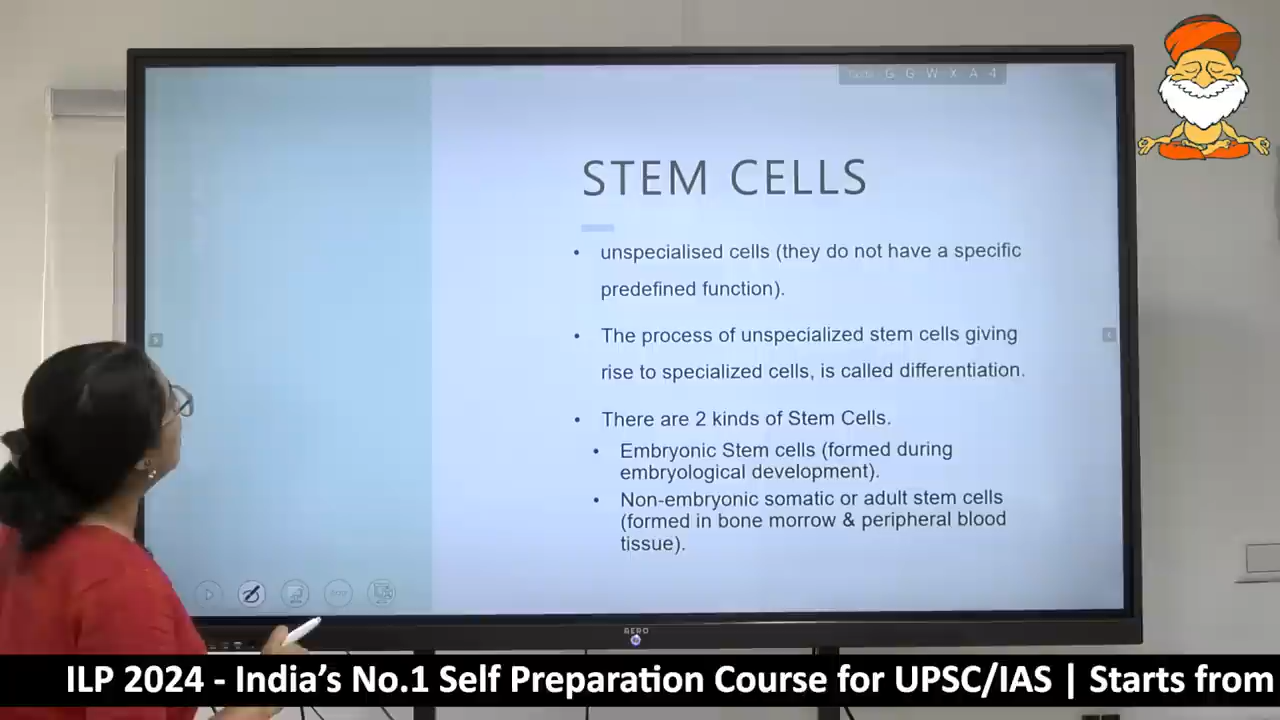 G G W X A 4
STEM CELLS
• unspecialised cells (they do not have a specific
predefined function).
• The process of unspecialized stem cells giving
rise to specialized cells, is called differentiation.
• There are 2 kinds of Stem Cells.
• Embryonic Stem cells (formed during
embryological development).
• Non-embryonic somatic or adult stem cells
(formed in bone morrow & peripheral blood
tissue).
ILP 2024 - India’s No.1 Self Preparation Course for UPSC/IAS | Starts from